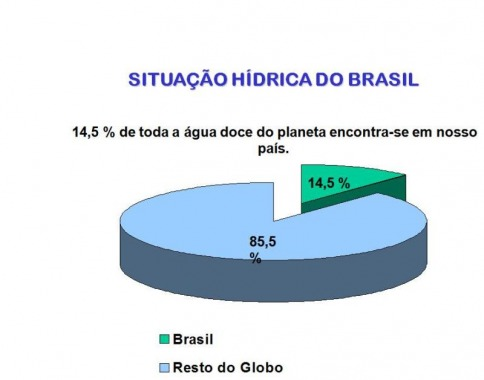 SITUAÇÃO HÍDRICA DO BRASIL
14,5 % de toda a água doce do planeta encontra-se em nosso
país.
14,5 %
85,5
%
Brasil
Resto do Globo